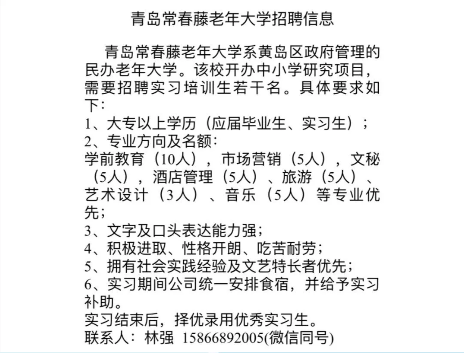 青岛常春藤老年大学招聘信息
青岛常春藤老年大学系黄岛区政府管理的
民办老年大学。该校开办中小学研究项目，
需要招聘实习培训生若干名。具体要求如
下：
1、大专以上学历（应届毕业生、实习生）；
2、专业方向及名额：
学前教育（10人），市场营销（5人），文秘
（5人），酒店管理（5人）、旅游（5人）、
艺术设计（3人）、音乐（5人）等专业优
先；
3、文字及口头表达能力强；
4、积极进取、性格开朗、吃苦耐劳；
5、拥有社会实践经验及文艺特长者优先；
6、实习期间公司统一安排食宿，并给予实习
补助。
实习结束后，择优录用优秀实习生。
联系人：林强 15866892005(微信同号)